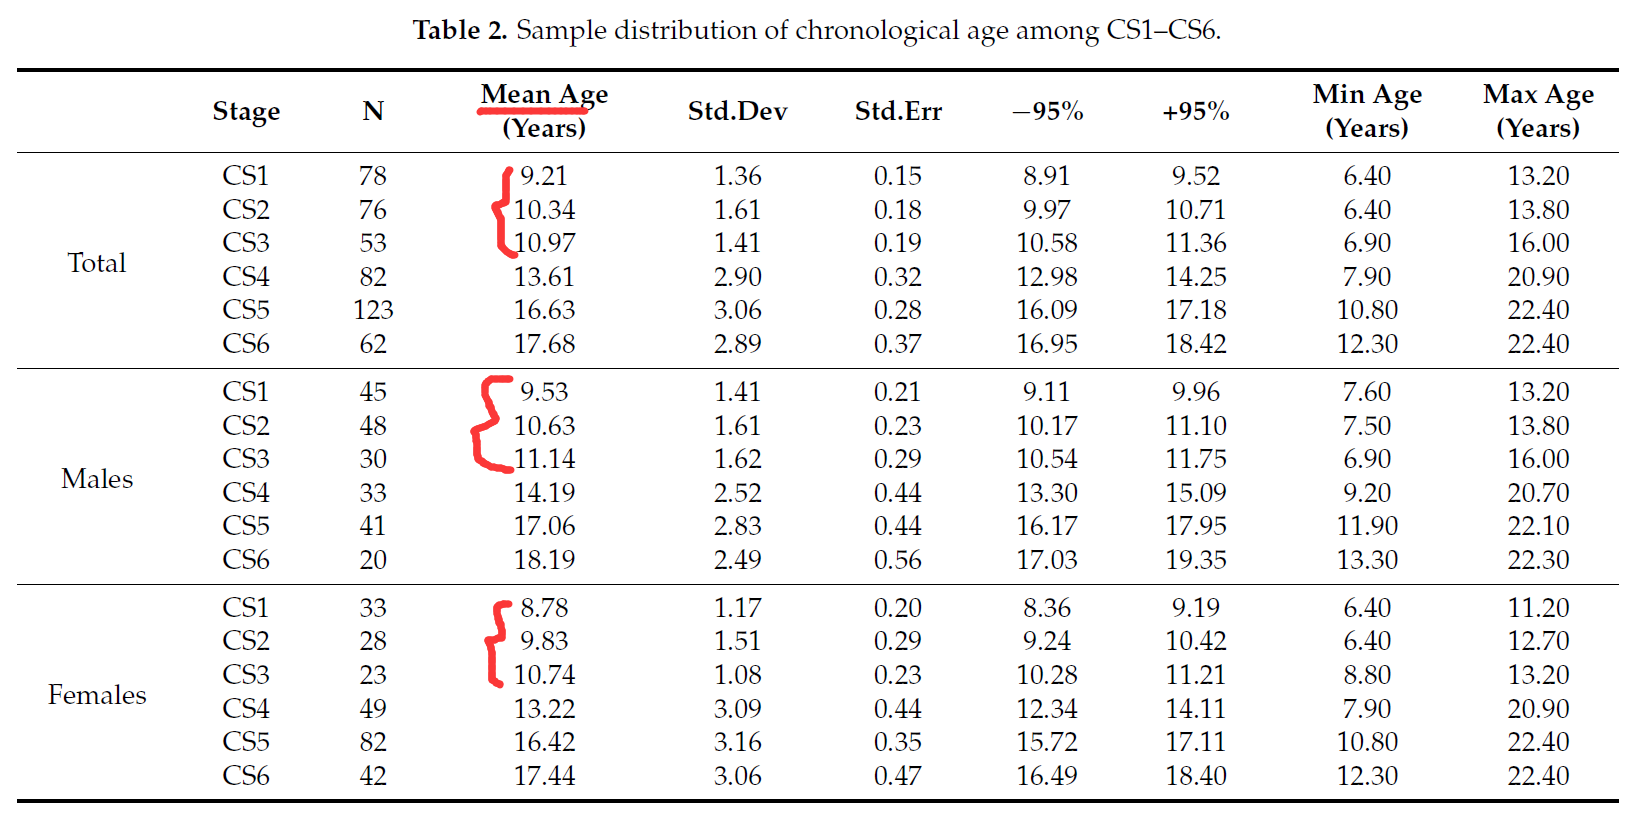 Table 2. Sample distribution of chronological age among CS1–CS6.
Stage N Mean Age (Years) Std.Dev Std.Err −95% +95% Min Age (Years) Max Age (Years)
Total
CS1 78 9.21 1.36 0.15 8.91 9.52 6.40 13.20
CS2 76 10.34 1.61 0.18 9.97 10.71 6.40 13.80
CS3 53 10.97 1.41 0.19 10.58 11.36 6.90 16.00
CS4 82 13.61 2.90 0.32 12.98 14.25 7.90 20.90
CS5 123 16.63 3.06 0.28 16.09 17.18 10.80 22.40
CS6 62 17.68 2.89 0.37 16.95 18.42 12.30 22.40
Males
CS1 45 9.53 1.41 0.21 9.11 9.96 7.60 13.20
CS2 48 10.63 1.61 0.23 10.17 11.10 7.50 13.80
CS3 30 11.14 1.62 0.29 10.54 11.75 6.90 16.00
CS4 33 14.19 2.52 0.44 13.30 15.09 9.20 20.70
CS5 41 17.06 2.83 0.44 16.17 17.95 11.90 22.10
CS6 20 18.19 2.49 0.56 17.03 19.35 13.30 22.30
Females
CS1 33 8.78 1.17 0.20 8.36 9.19 6.40 11.20
CS2 28 9.83 1.51 0.29 9.24 10.42 6.40 12.70
CS3 23 10.74 1.08 0.23 10.28 11.21 8.80 13.20
CS4 49 13.22 3.09 0.44 12.34 14.11 7.90 20.90
CS5 82 16.42 3.16 0.35 15.72 17.11 10.80 22.40
CS6 42 17.44 3.06 0.47 16.49 18.40 12.30 22.40